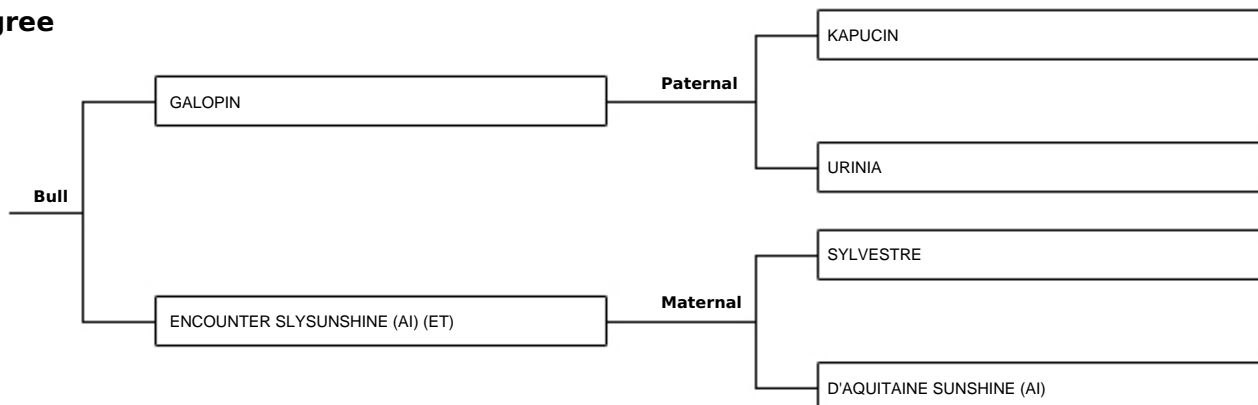 gree
KAPUCIN
Paternal
GALOPIN
URINIA
Bull
SYLVESTRE
Maternal
ENCOUNTER SLYSUNSHINE (AI) (ET)
D'AQUITAINE SUNSHINE (AI)